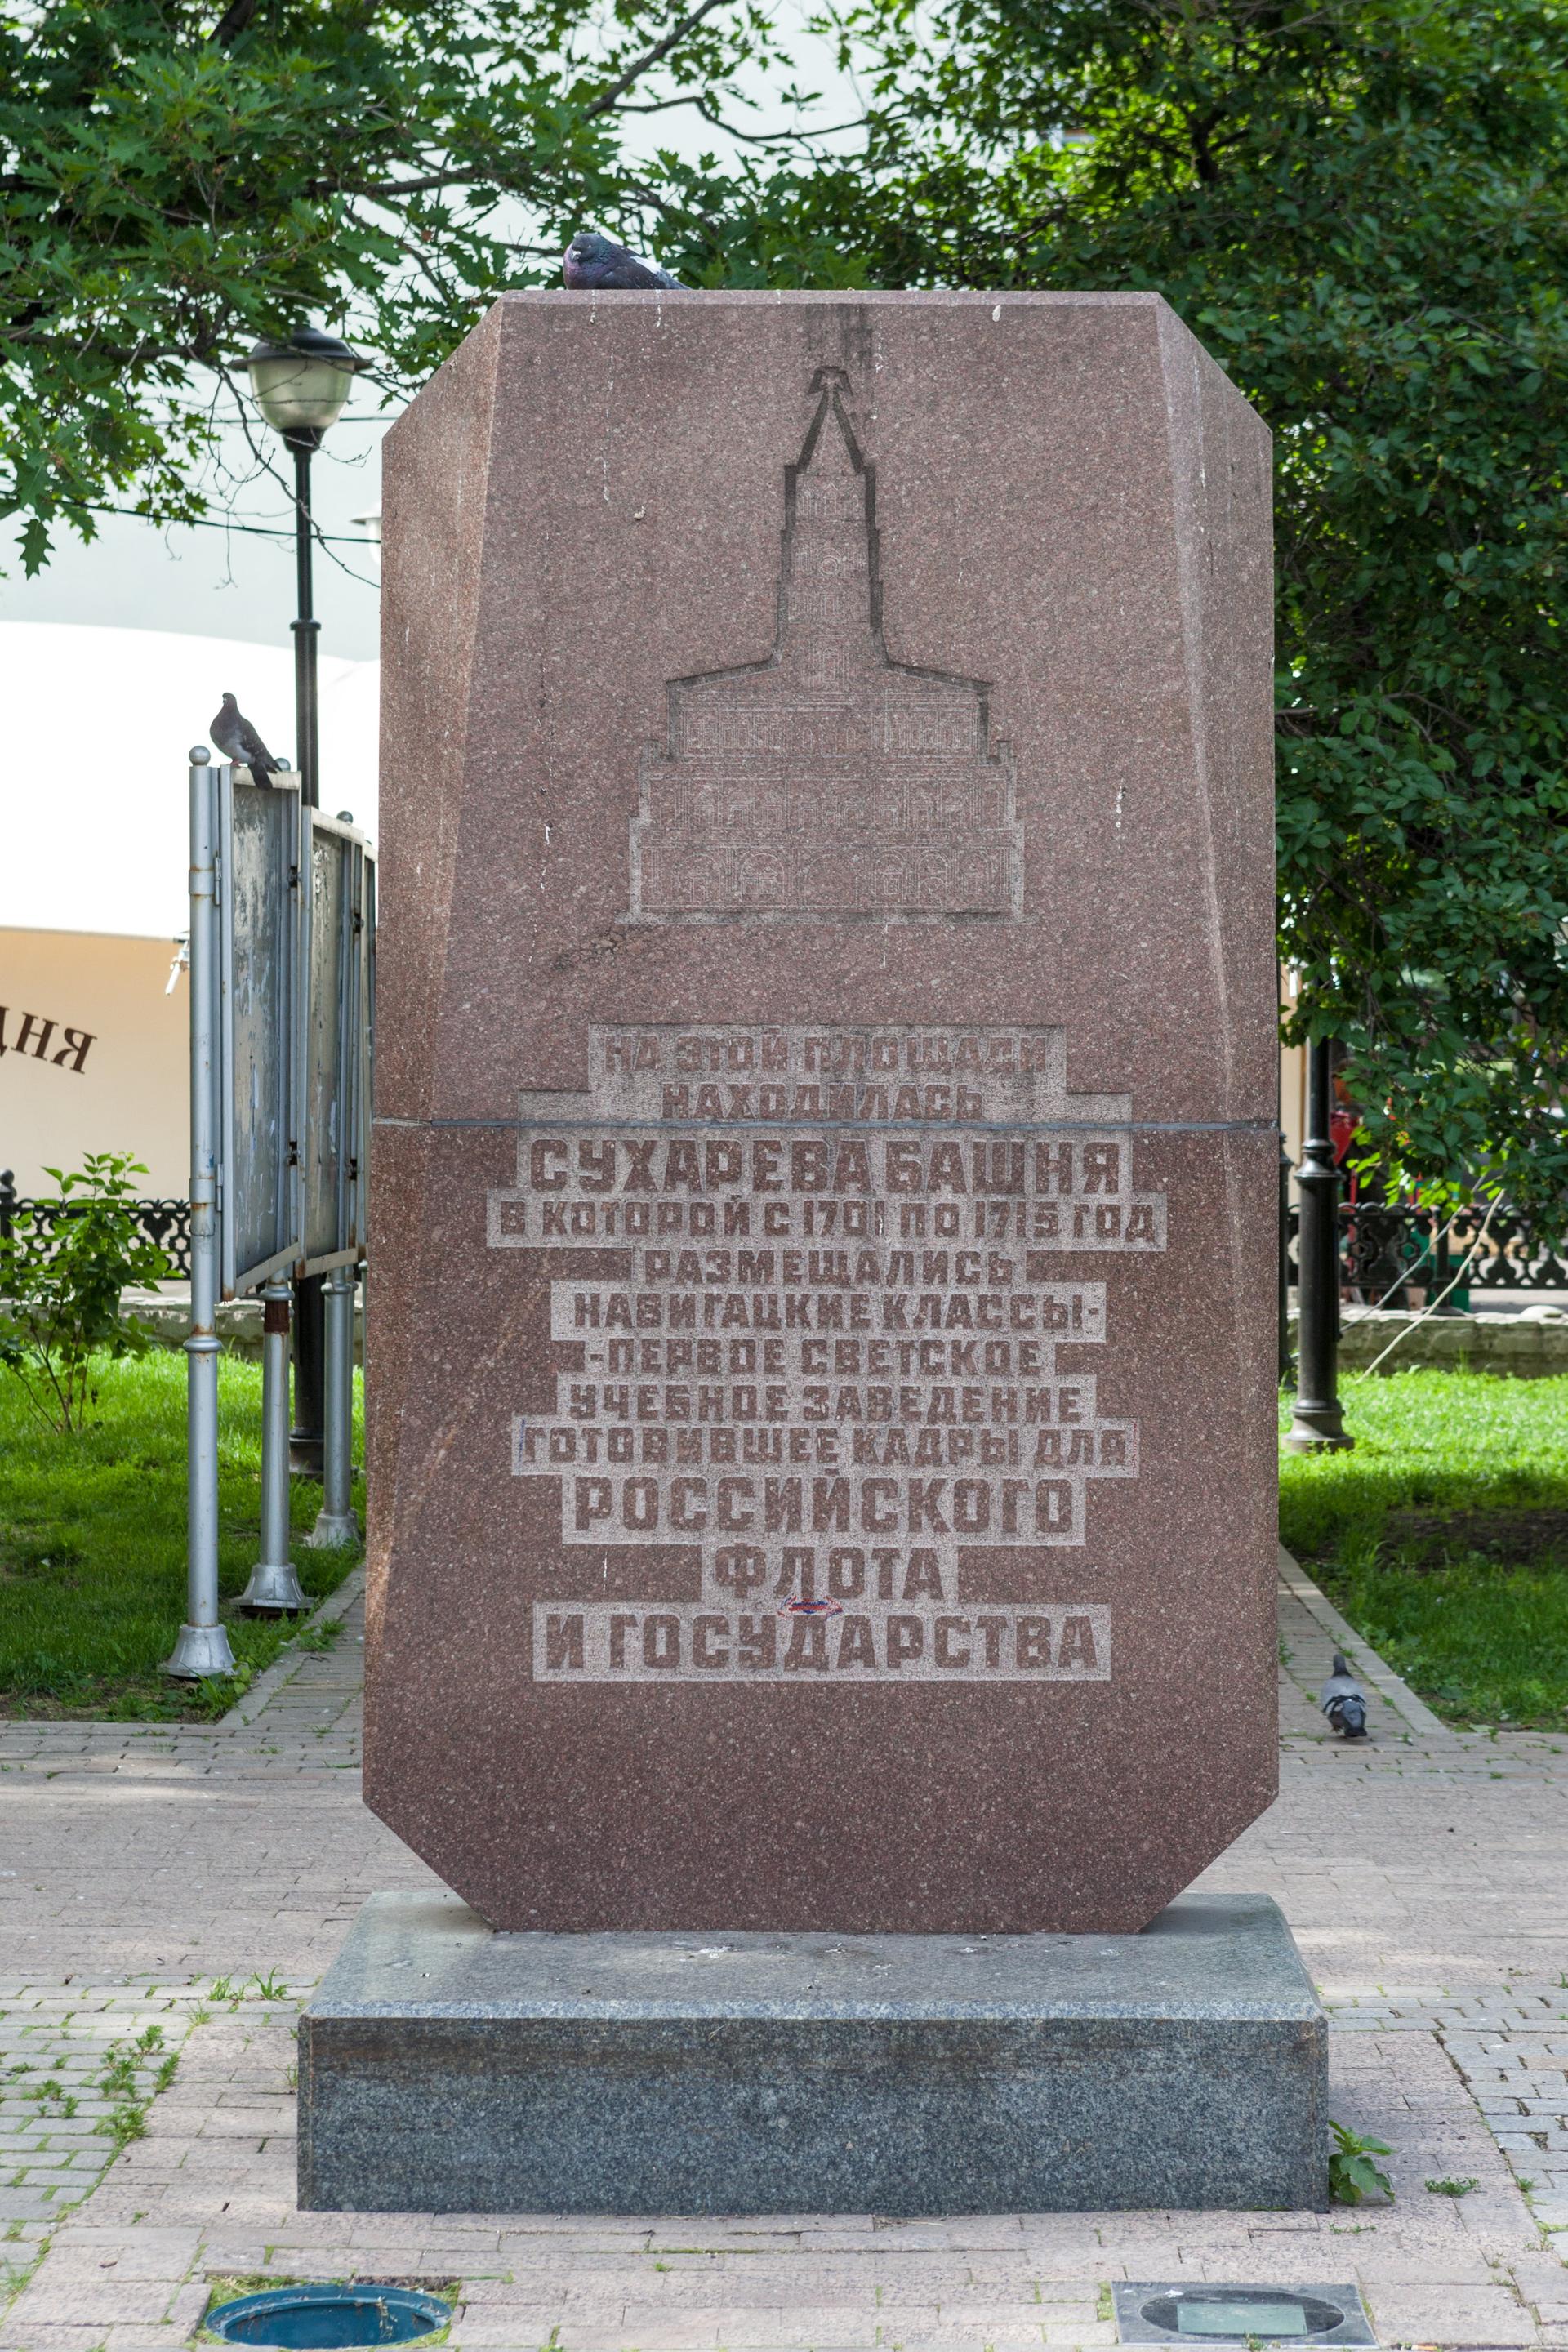 НА ЭТОЙ ПЛОЩАДИ
НАХОДИЛАСЬ
СУХАРЕВА БАШНЯ
В КОТОРОЙ С 1701 ПО 1715 ГОД
РАЗМЕЩАЛИСЬ
НАВИГАЦКИЕ КЛАССЫ-
-ПЕРВОЕ СВЕТСКОЕ
УЧЕБНОЕ ЗАВЕДЕНИЕ
ГОТОВИВШЕЕ КАДРЫ ДЛЯ
РОССИЙСКОГО
ФЛОТА
И ГОСУДАРСТВА